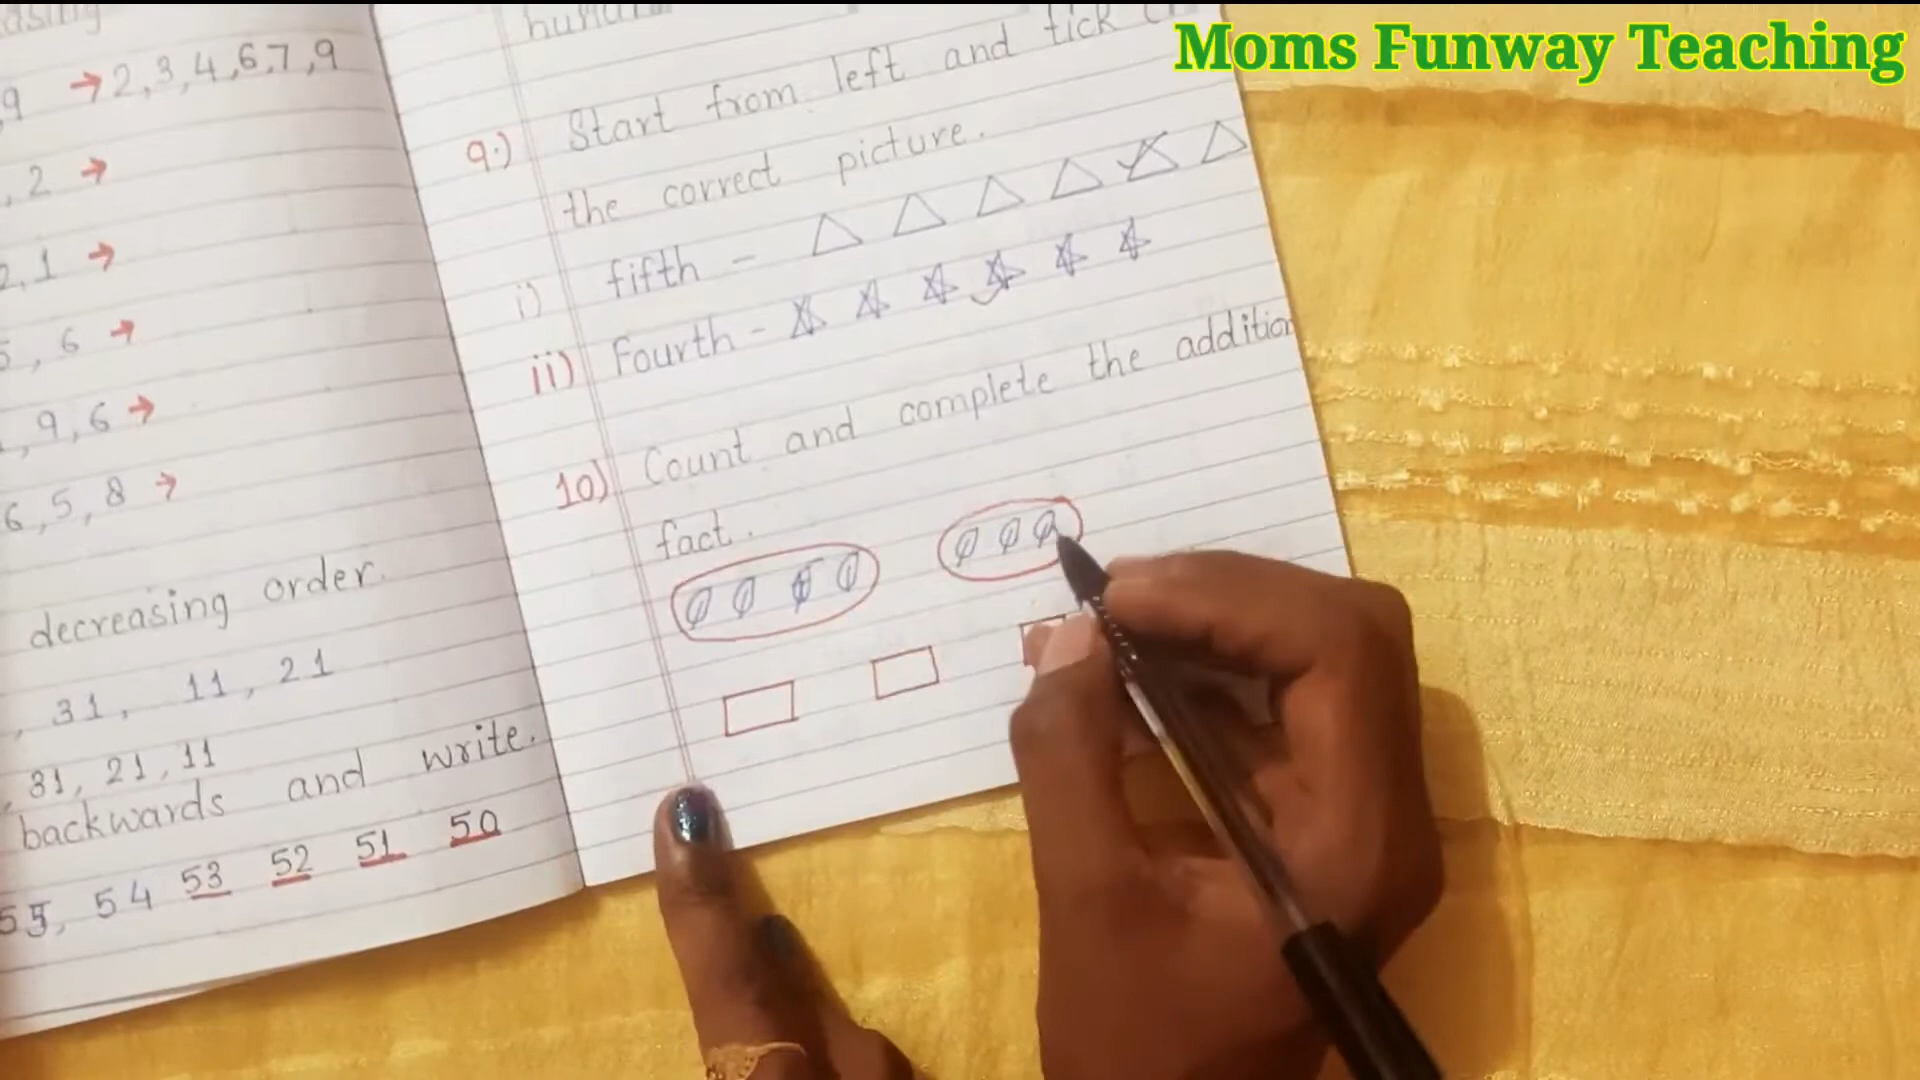 Moms Funway Teaching
9 → 2, 3, 4, 6, 7, 9
, 2 →
2, 1 →
5, 6 →
, 9, 6 →
6, 5, 8 →
decreasing order.
, 31, 11, 21
, 31, 21, 11
backwards and write.
55, 54 53 52 51 50
9.) Start from left and tick
the correct picture.
i) fifth -
ii) Fourth -
10) Count and complete the addition
fact.